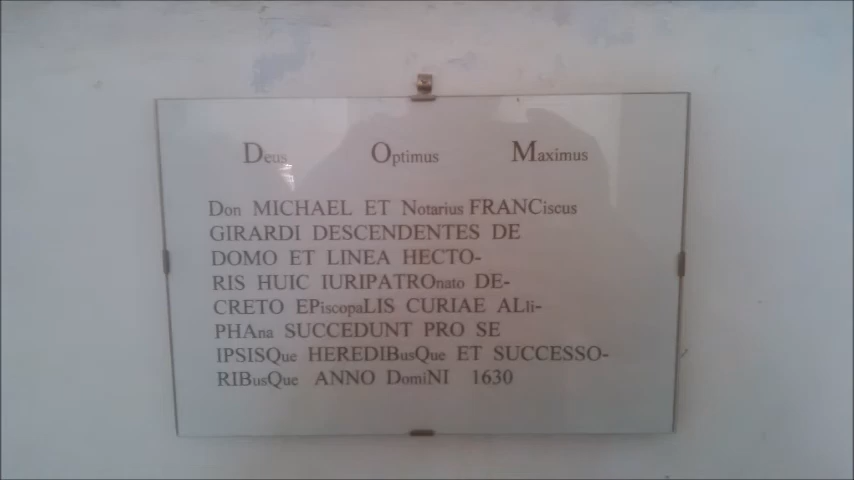 Deus Optimus Maximus
Don MICHAEL ET Notarius FRANCiscus
GIRARDI DESCENDENTES DE
DOMO ET LINEA HECTO-
RIS HUIC IURIPATROnato DE-
CRETO EPiscopaLIS CURIAE ALli-
PHAna SUCCEDUNT PRO SE
IPSISQue HEREDIBusQue ET SUCCESSO-
RIBusQue ANNO DomiNI 1630